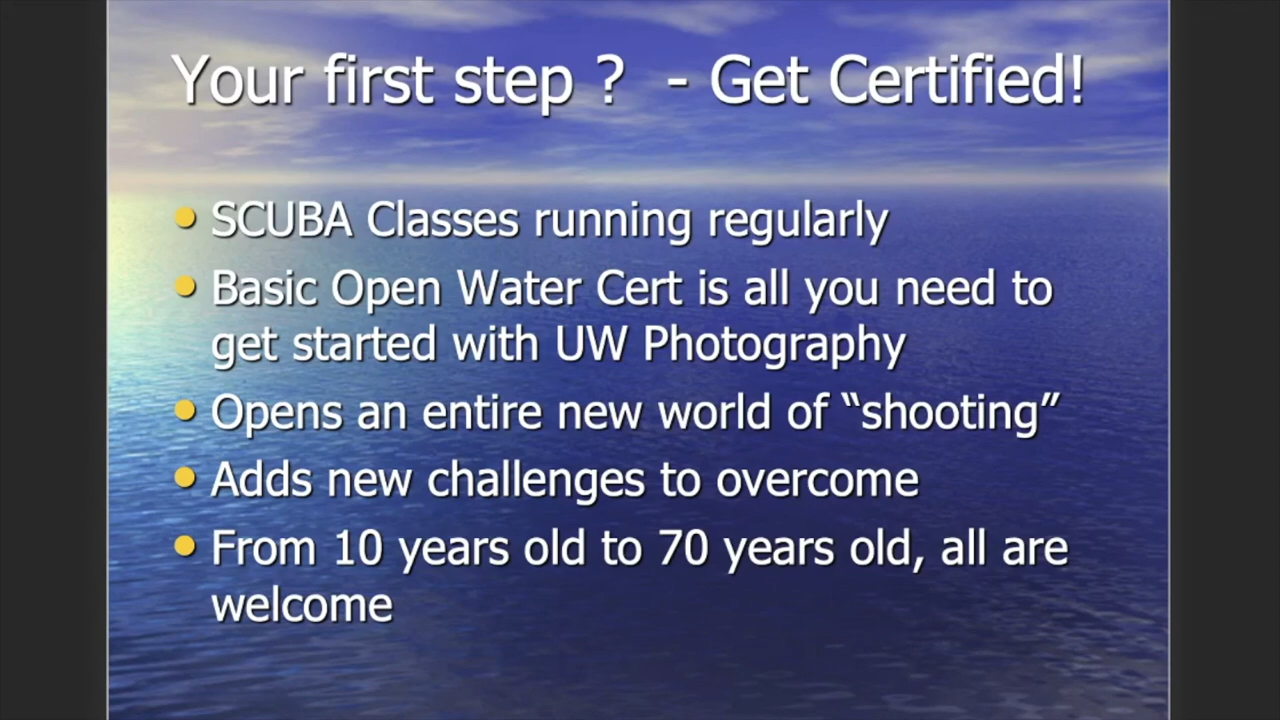 Your first step ?  - Get Certified!
SCUBA Classes running regularly
Basic Open Water Cert is all you need to
get started with UW Photography
Opens an entire new world of “shooting”
Adds new challenges to overcome
From 10 years old to 70 years old, all are
welcome